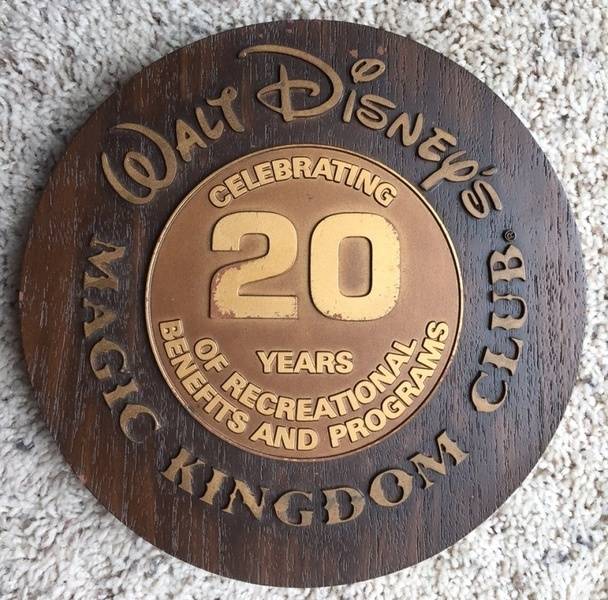 WALT DISNEY'S
MAGIC KINGDOM CLUB®
CELEBRATING
20
YEARS
OF RECREATIONAL
BENEFITS AND PROGRAMS